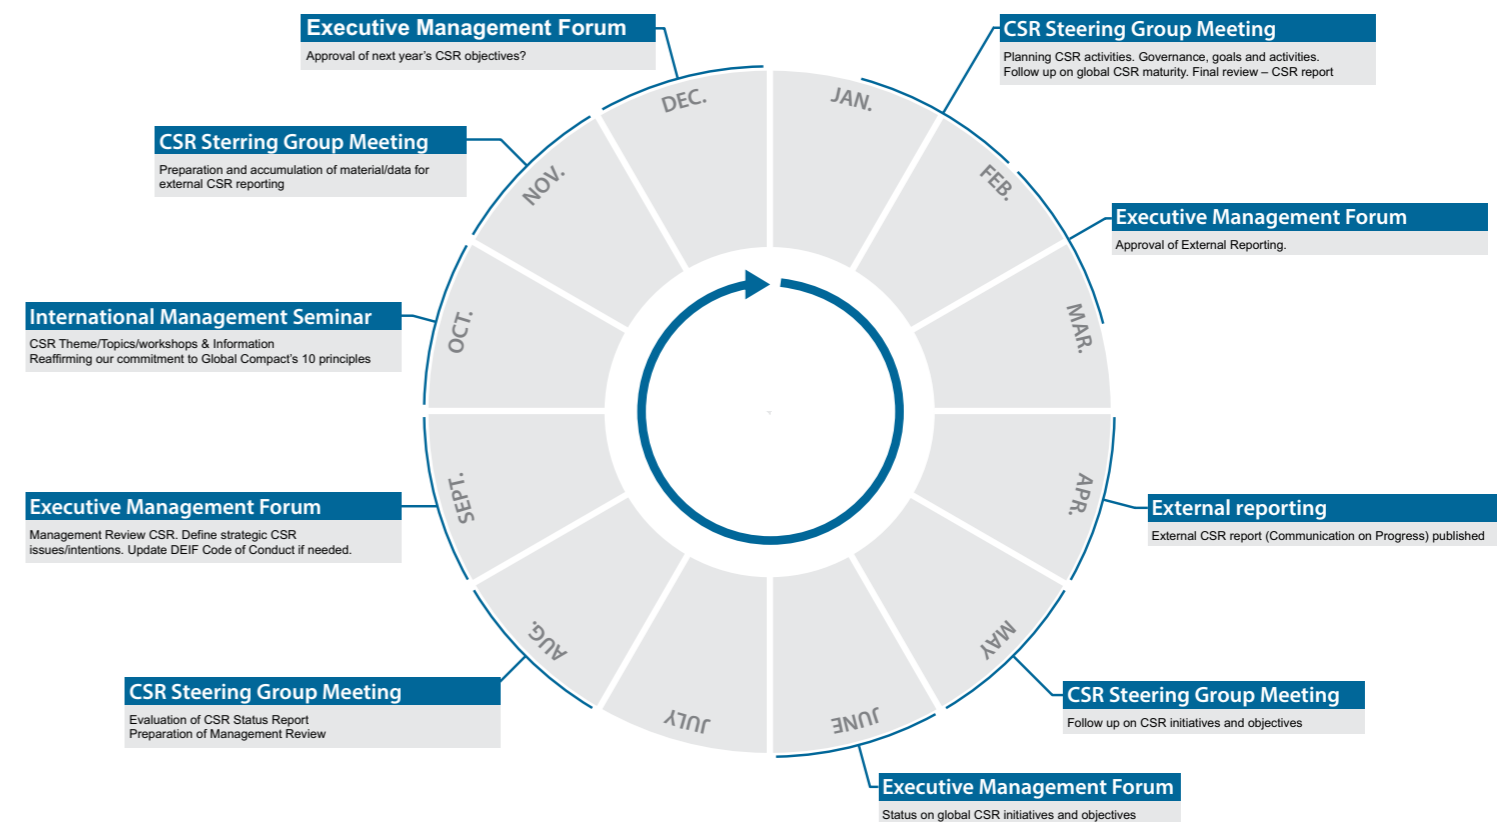 Executive Management Forum
Approval of next year's CSR objectives?
CSR Steering Group Meeting
Planning CSR activities. Governance, goals and activities.
Follow up on global CSR maturity. Final review – CSR report
DEC.
JAN.
CSR Sterring Group Meeting
Preparation and accumulation of material/data for
external CSR reporting
NOV.
FEB.
Executive Management Forum
Approval of External Reporting.
International Management Seminar
CSR Theme/Topics/workshops & Information
Reaffirming our commitment to Global Compact's 10 principles
OCT.
MAR.
Executive Management Forum
Management Review CSR. Define strategic CSR
issues/intentions. Update DEIF Code of Conduct if needed.
SEPT.
APR.
External reporting
External CSR report (Communication on Progress) published
AUG.
MAY
CSR Steering Group Meeting
Evaluation of CSR Status Report
Preparation of Management Review
JULY
JUNE
CSR Steering Group Meeting
Follow up on CSR initiatives and objectives
Executive Management Forum
Status on global CSR initiatives and objectives